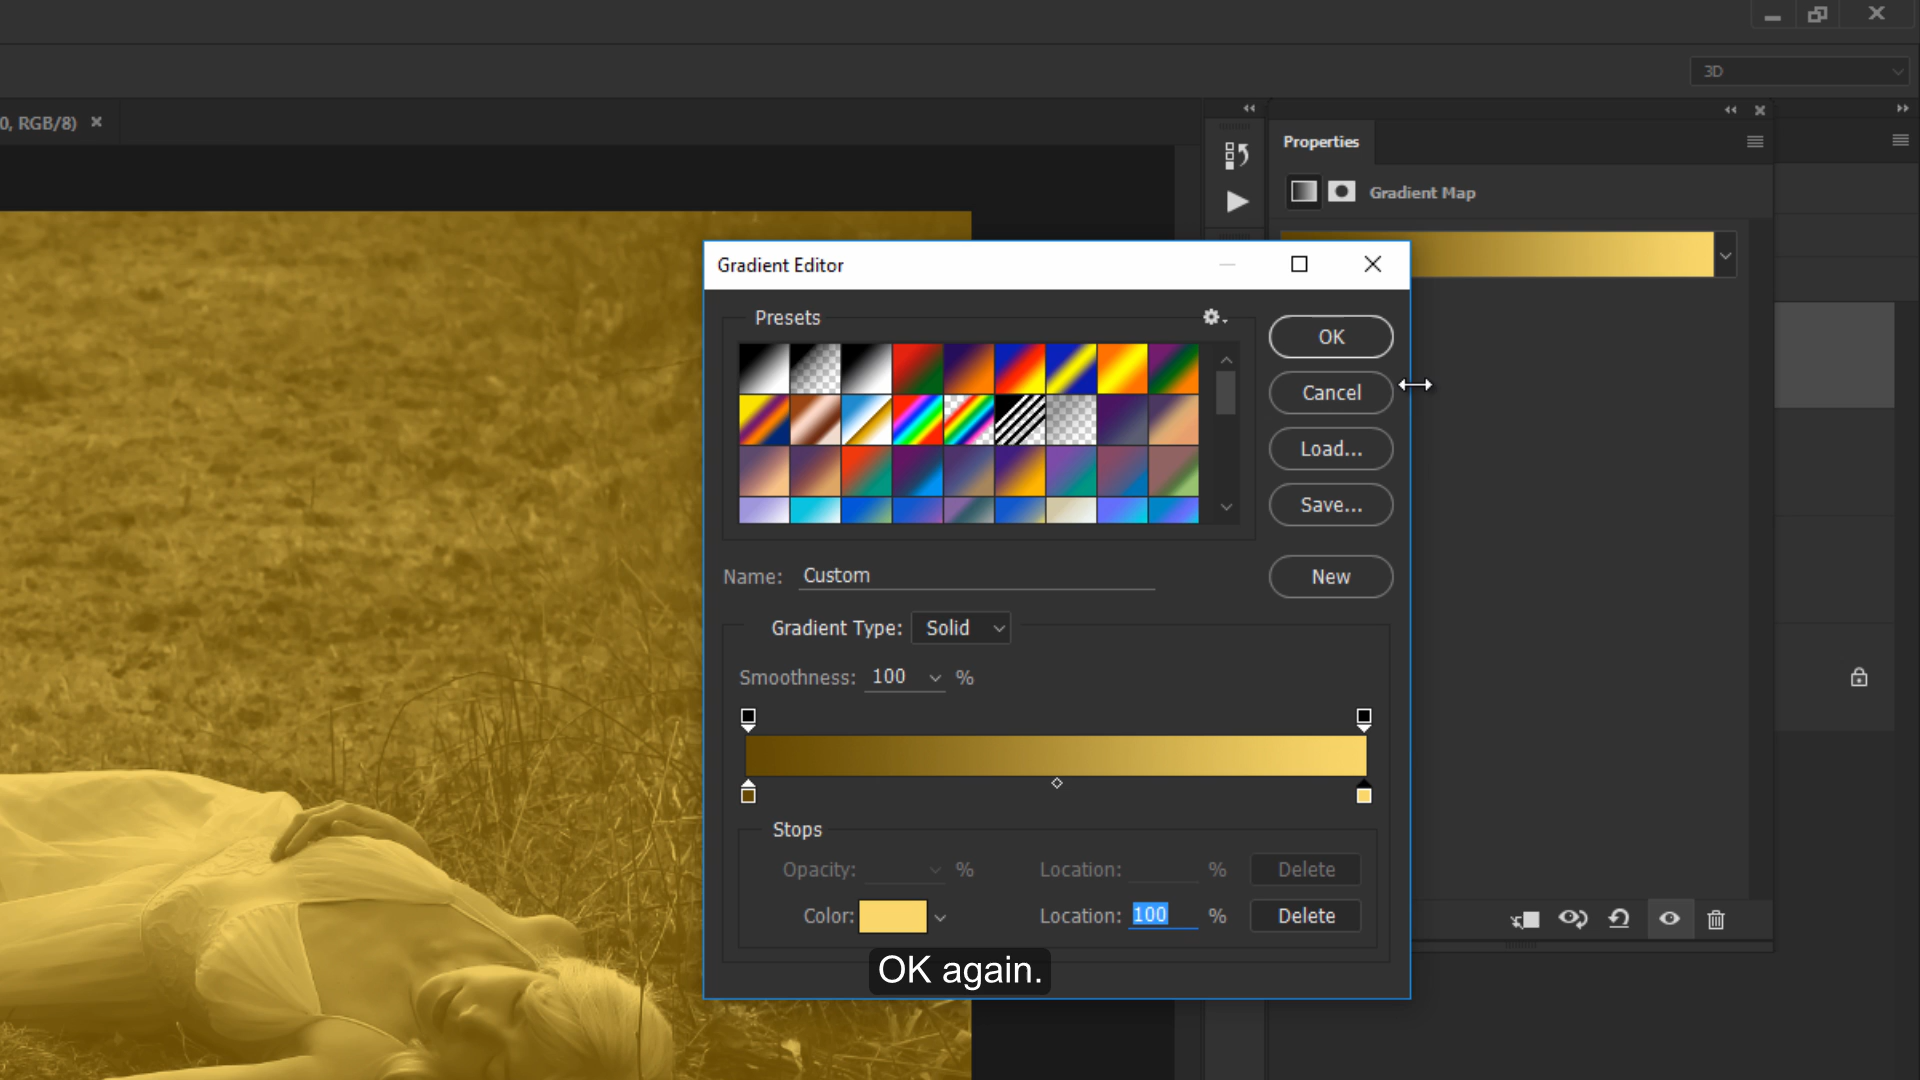 3D
0, RGB/8)
Properties
Gradient Map
Gradient Editor
Presets
OK
Cancel
Load...
Save...
Name: Custom
New
Gradient Type: Solid
Smoothness: 100 %
Stops
Opacity: % Location: % Delete
Color: Location: 100 % Delete
OK again.